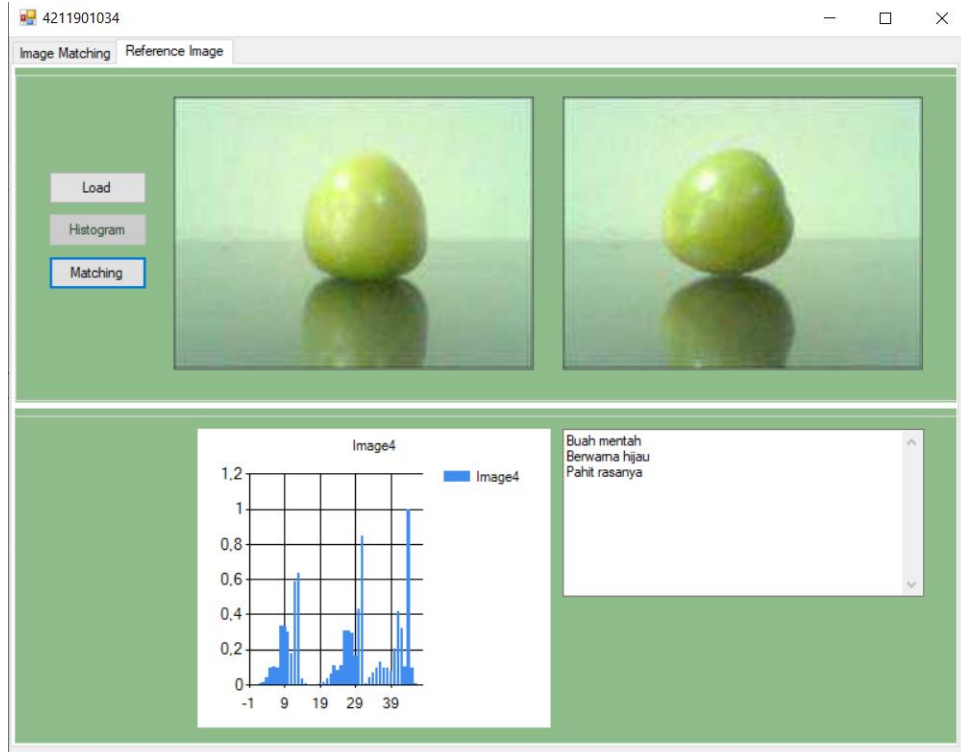 4211901034
Image Matching
Reference Image
Load
Histogram
Matching
Image4
Image4
1,2
1
0,8
0,6
0,4
0,2
0
-1 9 19 29 39
Buah mentah
Berwarna hijau
Pahit rasanya